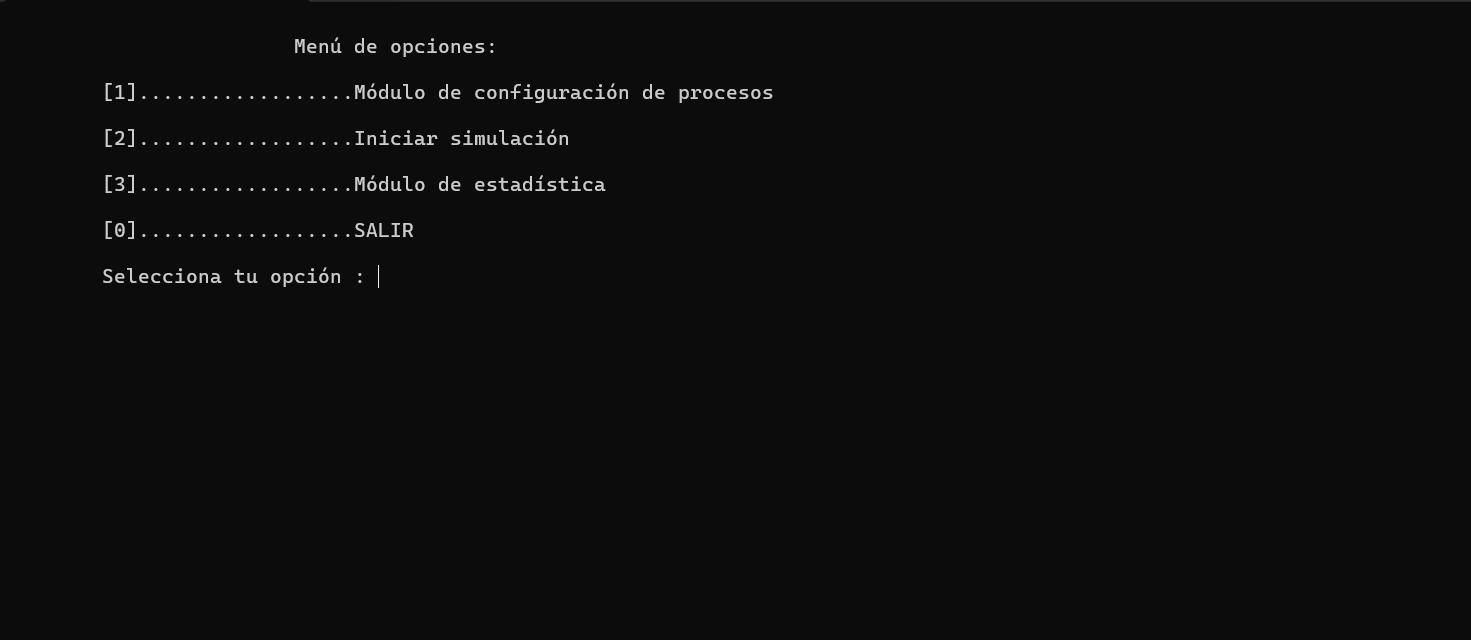 Menú de opciones:
[1]..................Módulo de configuración de procesos
[2]..................Iniciar simulación
[3]..................Módulo de estadística
[0]..................SALIR
Selecciona tu opción :